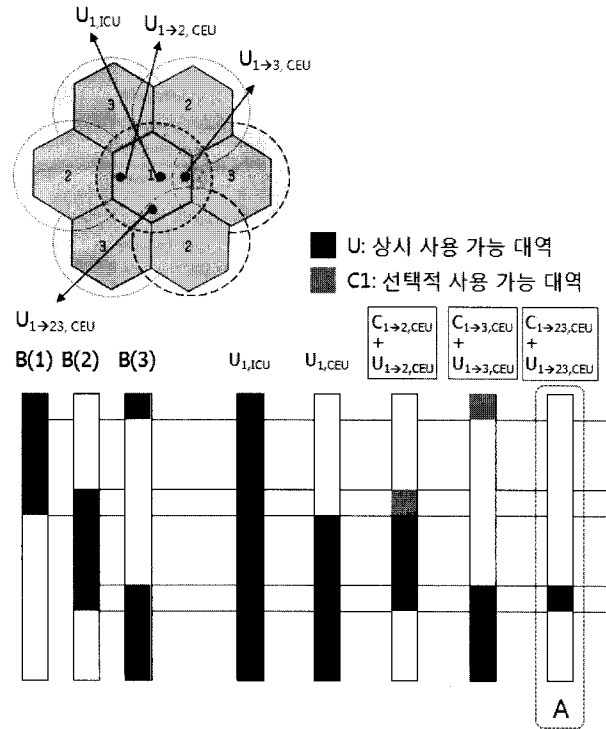 U1,ICU
U1→2, CEU
U1→3, CEU
3
2
2
1
3
3
2
U1→23, CEU
U: 상시 사용 가능 대역
C1: 선택적 사용 가능 대역
B(1)
B(2)
B(3)
U1,ICU
U1,CEU
C1→2,CEU
+
U1→2,CEU
C1→3,CEU
+
U1→3,CEU
C1→23,CEU
+
U1→23,CEU
A